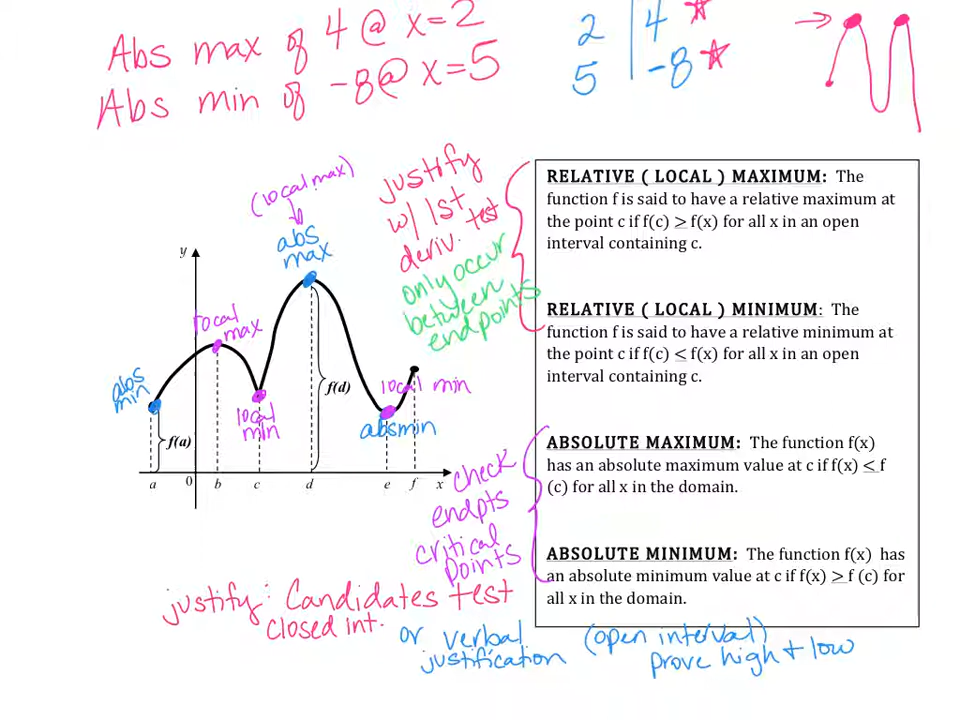 Abs max of 4 @ x=2
Abs min of -8 @ x=5
2 | 4
5 | -8
(local max)
abs
max
justify
w/ 1st
deriv. test
only occur
between
endpoints
y
local
max
abs
min
local
min
f(a)
f(d)
local min
abs min
a 0 b c d e f x
check
endpts
critical
points
justify: Candidates test
closed int.
or verbal
justification
(open interval)
prove high + low
RELATIVE ( LOCAL ) MAXIMUM: The
function f is said to have a relative maximum at
the point c if f(c) ≥ f(x) for all x in an open
interval containing c.
RELATIVE ( LOCAL ) MINIMUM: The
function f is said to have a relative minimum at
the point c if f(c) ≤ f(x) for all x in an open
interval containing c.
ABSOLUTE MAXIMUM: The function f(x)
has an absolute maximum value at c if f(x) ≤ f
(c) for all x in the domain.
ABSOLUTE MINIMUM: The function f(x) has
an absolute minimum value at c if f(x) ≥ f (c) for
all x in the domain.